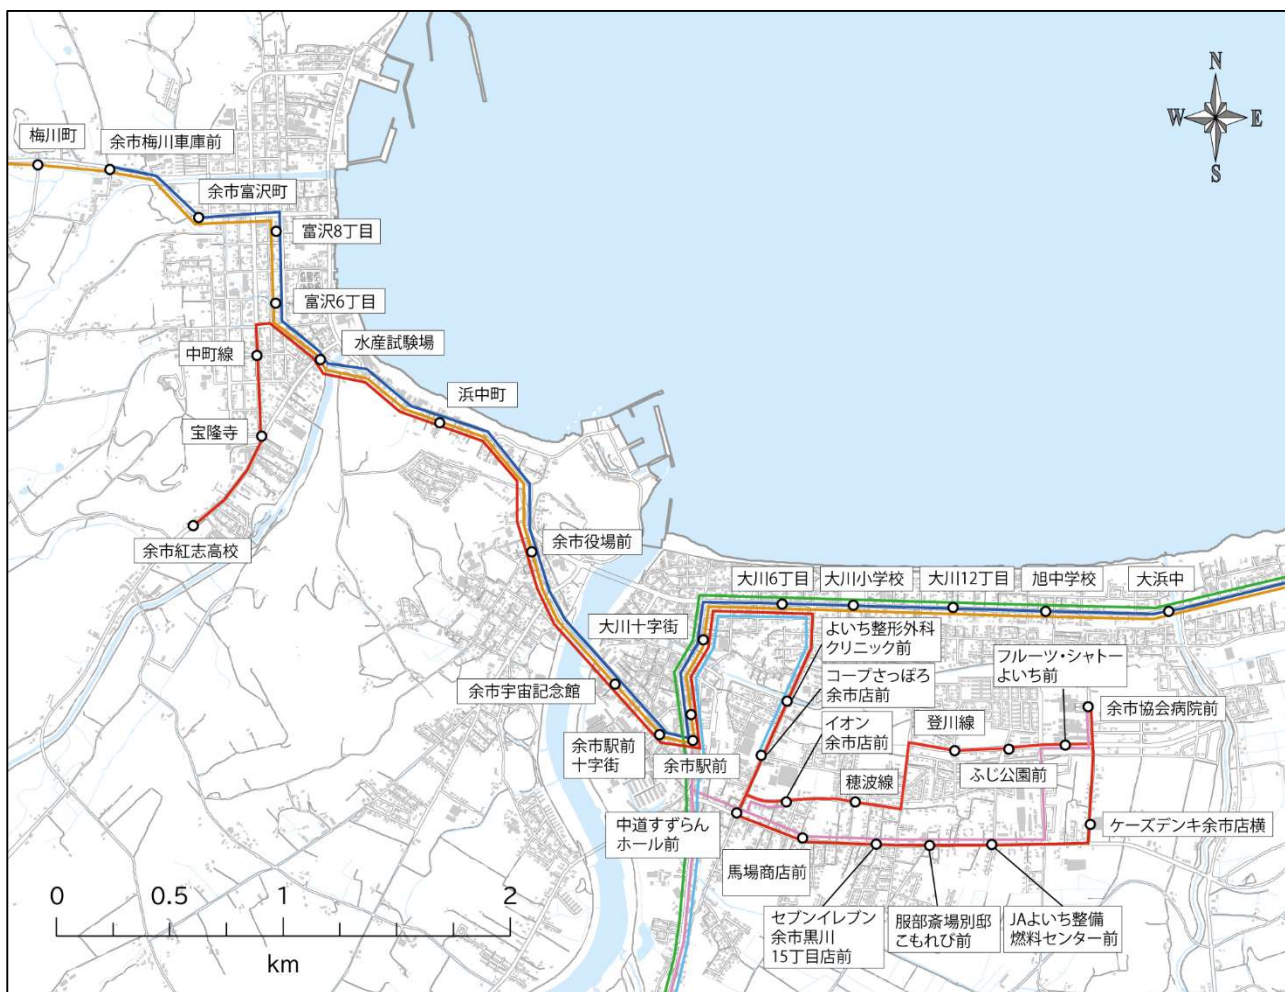 N
W
E
S
梅川町
余市梅川車庫前
余市富沢町
富沢8丁目
富沢6丁目
水産試験場
中町線
浜中町
宝隆寺
余市紅志高校
余市役場前
大川6丁目
大川小学校
大川12丁目
旭中学校
大浜中
大川十字街
よいち整形外科
クリニック前
フルーツ・シャトー
よいち前
コープさっぽろ
余市店前
余市宇宙記念館
イオン
余市店前
登川線
余市協会病院前
余市駅前
十字街
余市駅前
穂波線
ふじ公園前
中道すずらん
ホール前
ケーズデンキ余市店横
馬場商店前
セブンイレブン
余市黒川
15丁目店前
服部斎場別邸
こもれび前
JAよいち整備
燃料センター前
0
0.5
1
2
km